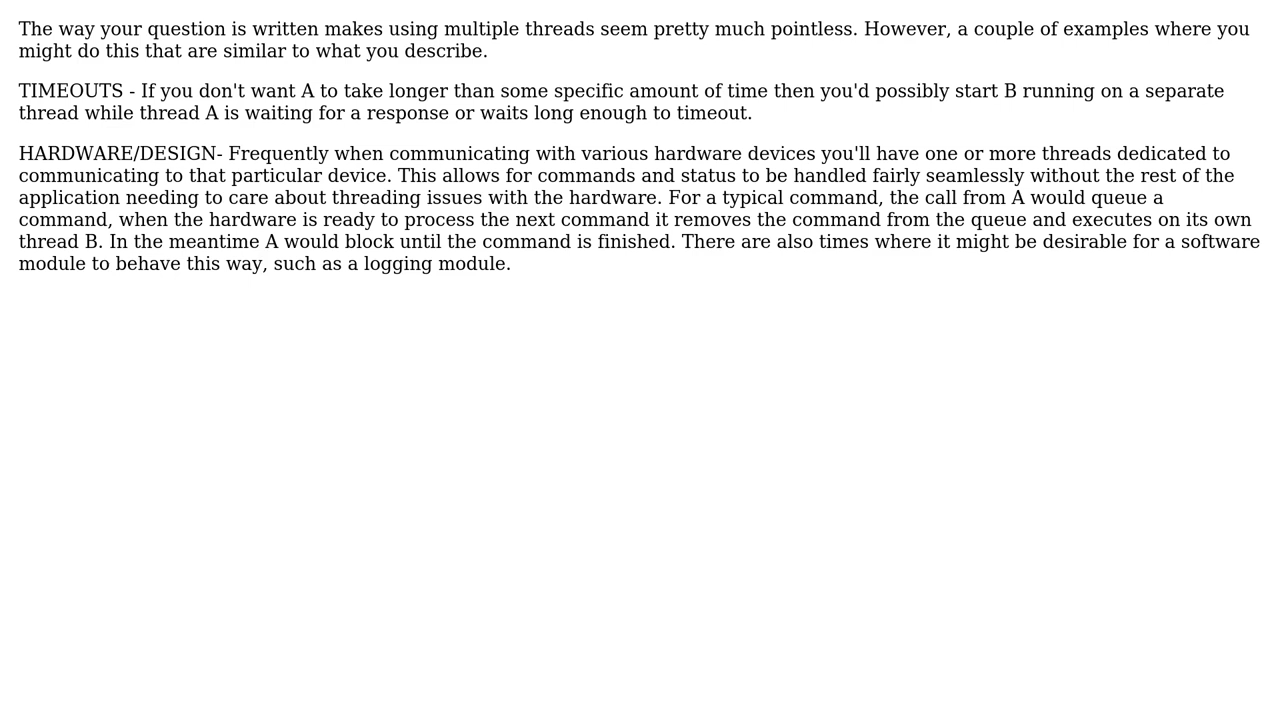 The way your question is written makes using multiple threads seem pretty much pointless. However, a couple of examples where you
might do this that are similar to what you describe.
TIMEOUTS - If you don't want A to take longer than some specific amount of time then you'd possibly start B running on a separate
thread while thread A is waiting for a response or waits long enough to timeout.
HARDWARE/DESIGN- Frequently when communicating with various hardware devices you'll have one or more threads dedicated to
communicating to that particular device. This allows for commands and status to be handled fairly seamlessly without the rest of the
application needing to care about threading issues with the hardware. For a typical command, the call from A would queue a
command, when the hardware is ready to process the next command it removes the command from the queue and executes on its own
thread B. In the meantime A would block until the command is finished. There are also times where it might be desirable for a software
module to behave this way, such as a logging module.